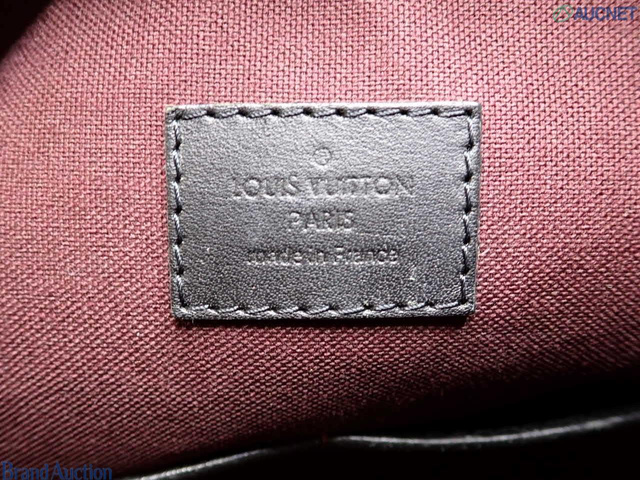 AUCNET
®
LOUIS VUITTON
PARIS
made in France
Brand Auction